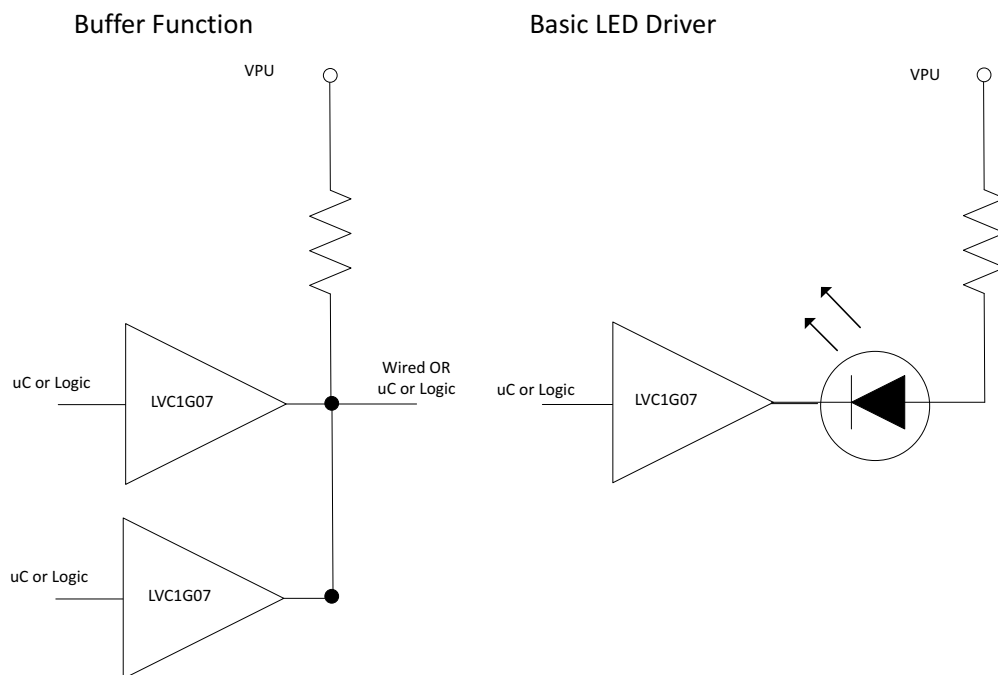 Buffer Function
Basic LED Driver
VPU
VPU
Wired OR
uC or Logic
uC or Logic
LVC1G07
uC or Logic
LVC1G07
uC or Logic
LVC1G07